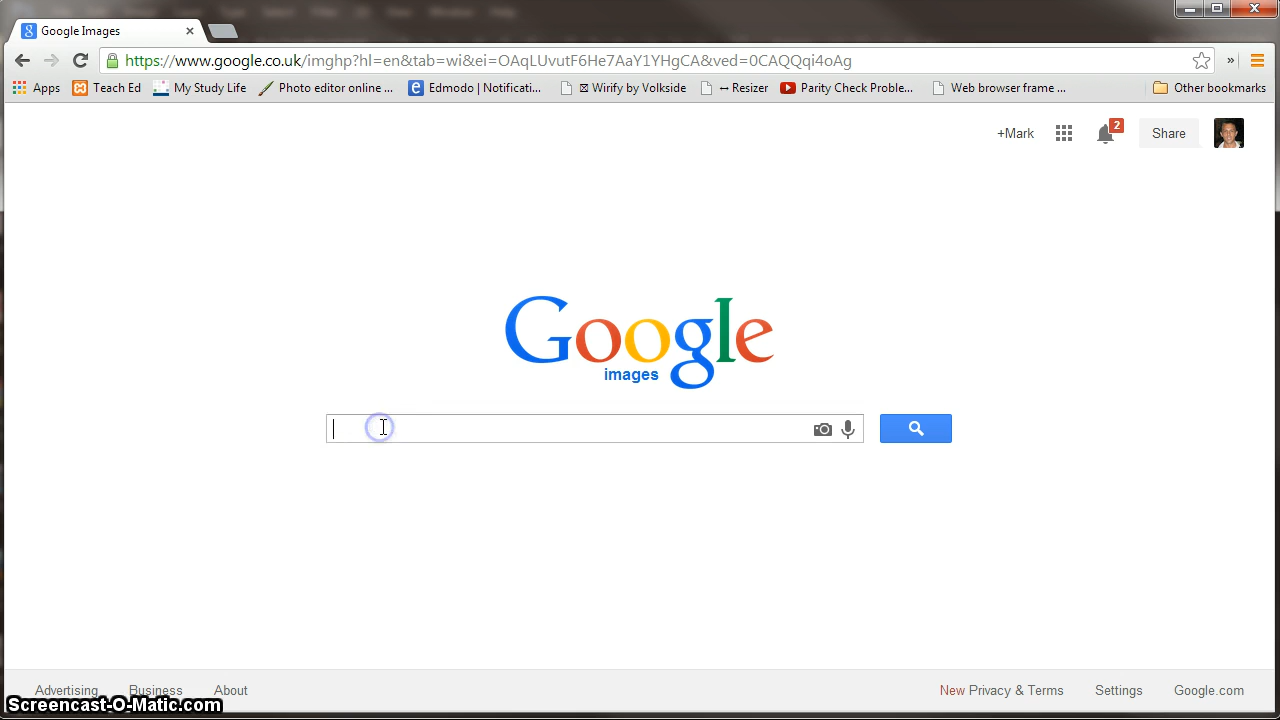 Google Images
https://www.google.co.uk/imghp?hl=en&tab=wi&ei=OAqLUWutF6He7AaY1YHgCA&ved=0CAQQqi4oAg
Apps Teach Ed My Study Life Photo editor online ... Edmodo | Notificati... Wirify by Volkside ↔ Resizer Parity Check Proble... Web browser frame ... Other bookmarks
+Mark 2 Share
Google
images
Advertising Business About New Privacy & Terms Settings Google.com
Screencast-O-Matic.com